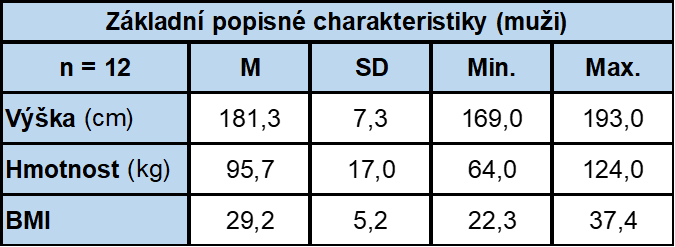 Základní popisné charakteristiky (muži)
n = 12 M SD Min. Max.
Výška (cm) 181,3 7,3 169,0 193,0
Hmotnost (kg) 95,7 17,0 64,0 124,0
BMI 29,2 5,2 22,3 37,4